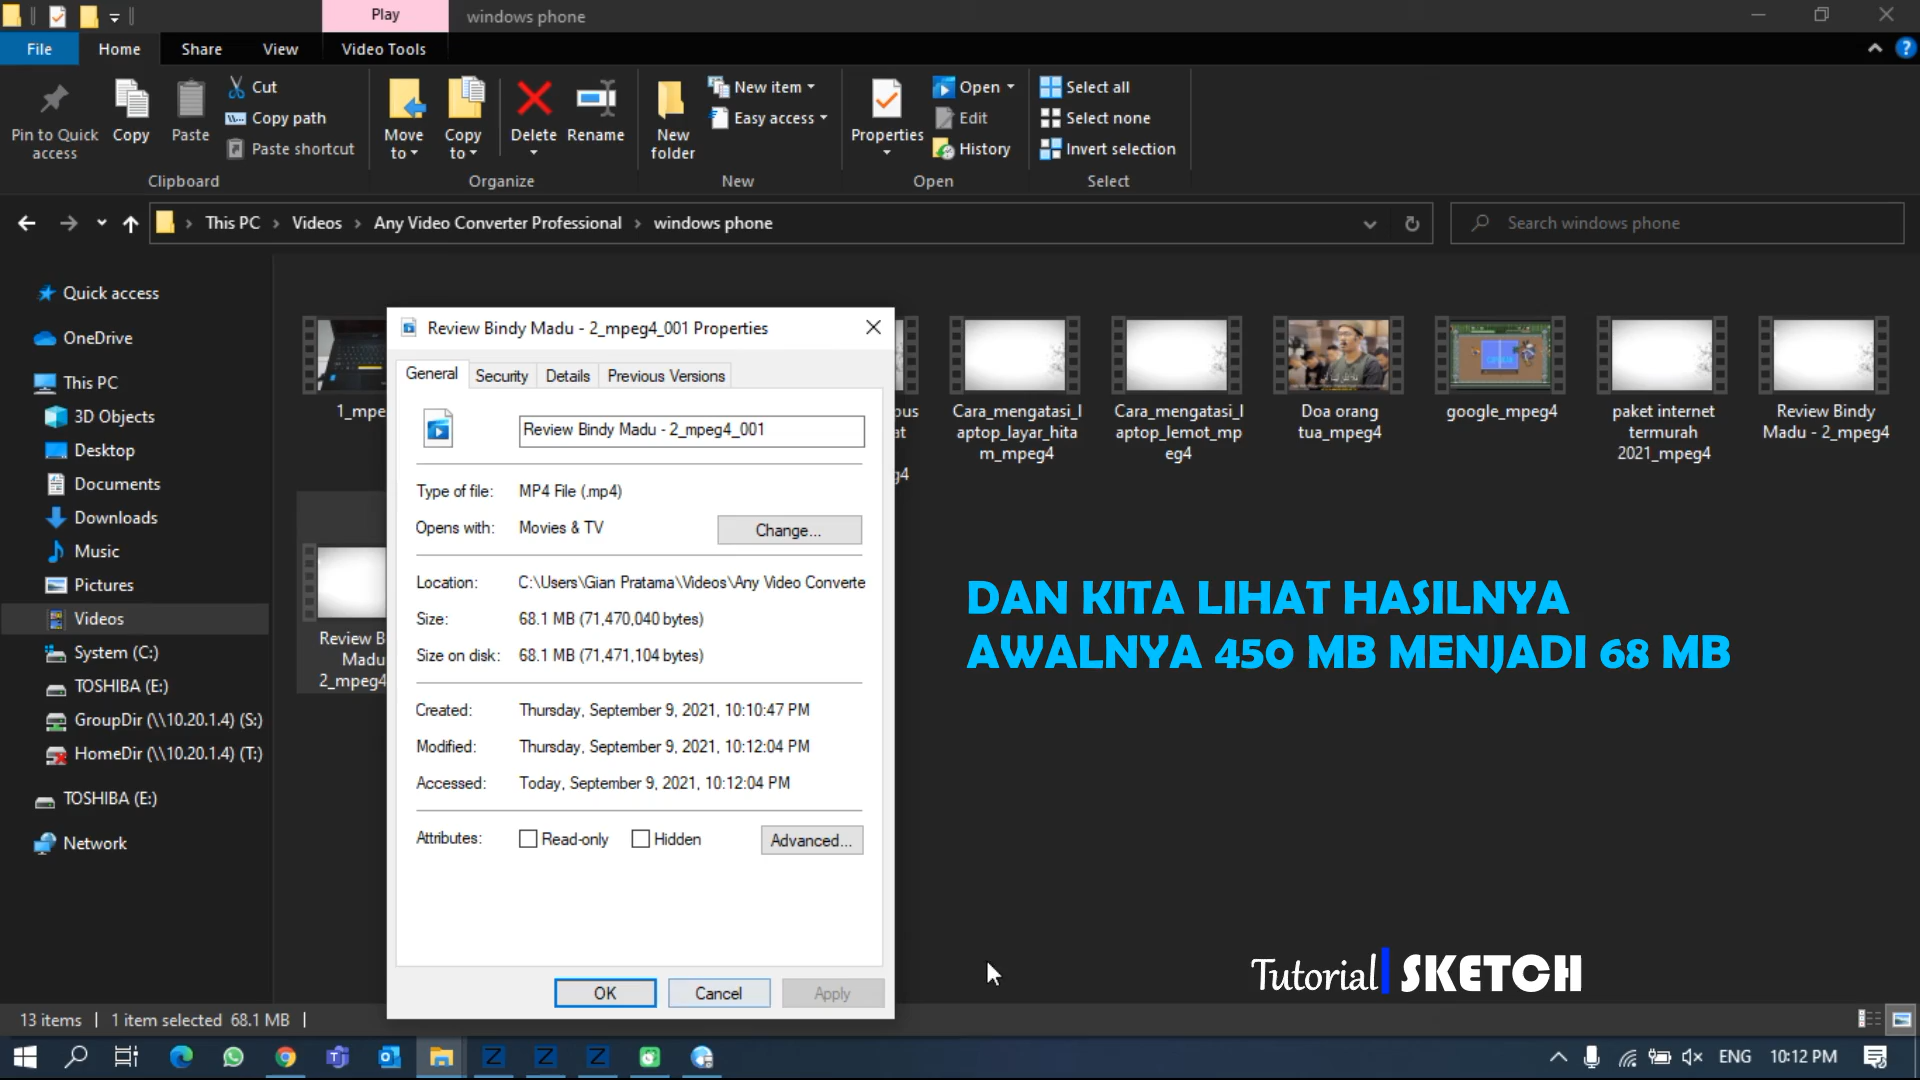 Play
windows phone
File
Home
Share
View
Video Tools
Pin to Quick
access
Copy
Paste
Cut
Copy path
Paste shortcut
Clipboard
Move
to
Copy
to
Delete
Rename
Organize
New
folder
New item
Easy access
New
Properties
Open
Edit
History
Open
Select all
Select none
Invert selection
Select
This PC
Videos
Any Video Converter Professional
windows phone
Search windows phone
Quick access
OneDrive
This PC
3D Objects
Desktop
Documents
Downloads
Music
Pictures
Videos
System (C:)
TOSHIBA (E:)
GroupDir (\\10.20.1.4) (S:)
HomeDir (\\10.20.1.4) (T:)
TOSHIBA (E:)
Network
1_mpe
Cara_mengatasi_l
aptop_layar_hita
m_mpeg4
Cara_mengatasi_l
aptop_lemot_mp
eg4
Doa orang
tua_mpeg4
google_mpeg4
paket internet
termurah
2021_mpeg4
Review Bindy
Madu - 2_mpeg4
Review B
Madu
2_mpeg4
Review Bindy Madu - 2_mpeg4_001 Properties
General
Security
Details
Previous Versions
Review Bindy Madu - 2_mpeg4_001
Type of file: MP4 File (.mp4)
Opens with: Movies & TV
Change...
Location: C:\Users\Gian Pratama\Videos\Any Video Converte
Size: 68.1 MB (71,470,040 bytes)
Size on disk: 68.1 MB (71,471,104 bytes)
Created: Thursday, September 9, 2021, 10:10:47 PM
Modified: Thursday, September 9, 2021, 10:12:04 PM
Accessed: Today, September 9, 2021, 10:12:04 PM
Attributes: Read-only Hidden
Advanced...
OK
Cancel
Apply
DAN KITA LIHAT HASILNYA
AWALNYA 450 MB MENJADI 68 MB
Tutorial SKETCH
13 items
1 item selected 68.1 MB
ENG
10:12 PM